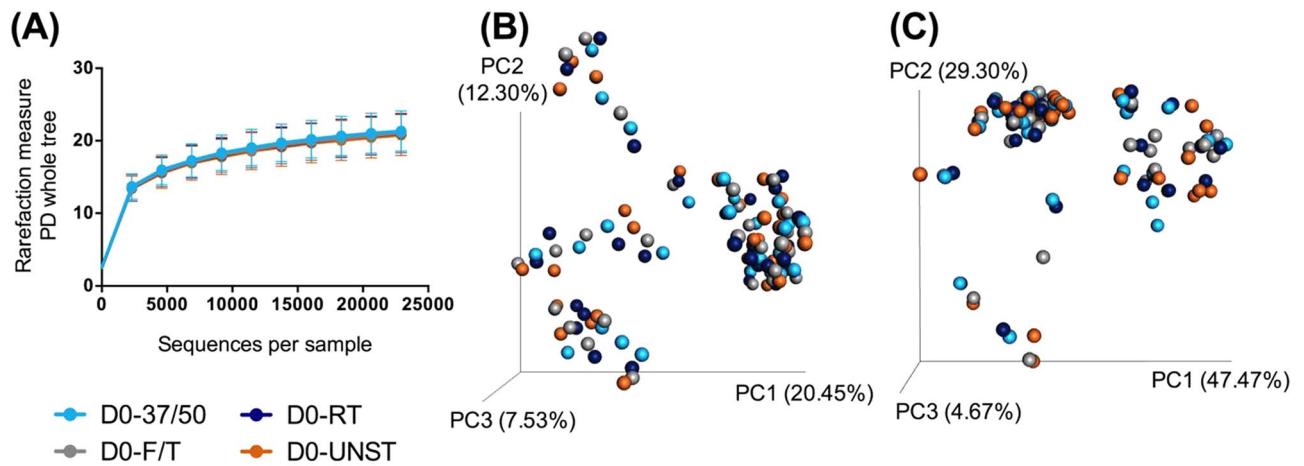 (A)
Rarefaction measure
PD whole tree
30
20
10
0
0 5000 10000 15000 20000 25000
Sequences per sample
D0-37/50
D0-RT
D0-F/T
D0-UNST
(B)
PC2
(12.30%)
PC1 (20.45%)
PC3 (7.53%)
(C)
PC2 (29.30%)
PC1 (47.47%)
PC3 (4.67%)